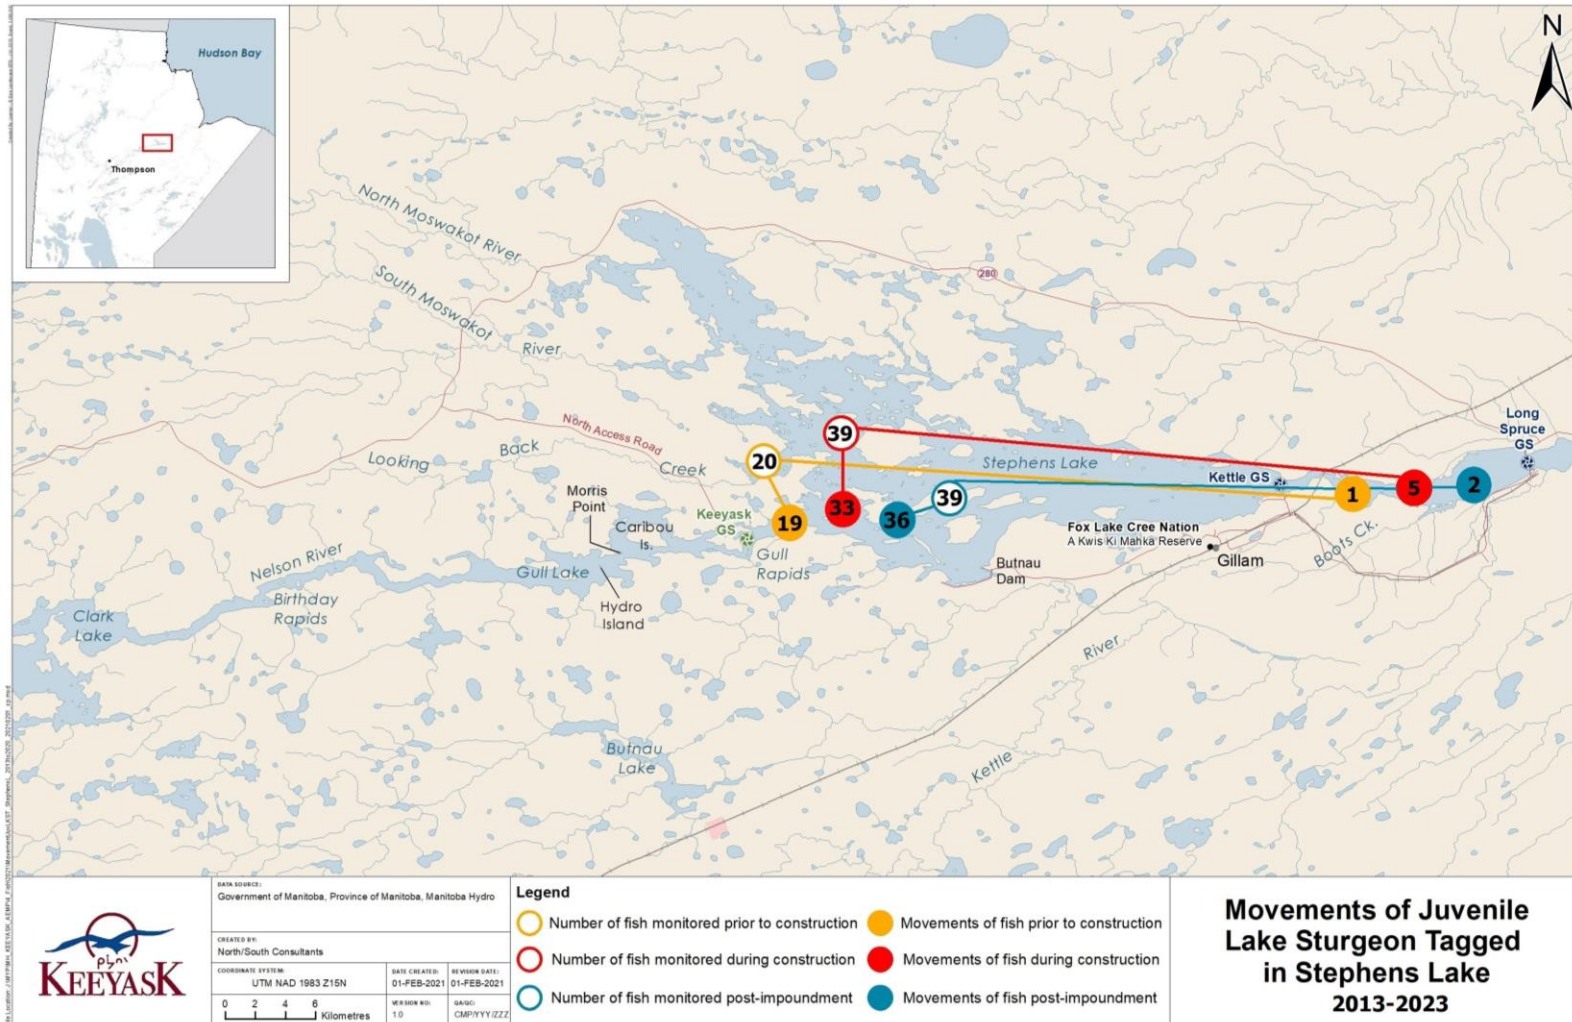 Hudson Bay
Thompson
N
North Moswakot River
South Moswakot
River
280
North Access Road
Looking
Back
Creek
Long
Spruce
GS
39
20
Stephens Lake
Kettle GS
Morris
Point
Caribou
Is.
Keeyask
GS
19
33
36
39
1
5
2
Gull
Rapids
Fox Lake Cree Nation
A Kwis Ki Mahka Reserve
Gillam
Boots Ck.
Butnau
Dam
Nelson River
Gull Lake
Birthday
Rapids
Hydro
Island
Clark
Lake
River
Kettle
Butnau
Lake
KEEYASK
DATA SOURCE:
Government of Manitoba, Province of Manitoba, Manitoba Hydro
CREATED BY:
North/South Consultants
COORDINATE SYSTEM:
UTM NAD 1983 Z15N
DATE CREATED:
01-FEB-2021
REVISION DATE:
01-FEB-2021
0 2 4 6
Kilometres
VERSION NO:
1.0
QA/QC:
CMP/YYY/ZZZ
Legend
Number of fish monitored prior to construction
Number of fish monitored during construction
Number of fish monitored post-impoundment
Movements of fish prior to construction
Movements of fish during construction
Movements of fish post-impoundment
Movements of Juvenile
Lake Sturgeon Tagged
in Stephens Lake
2013-2023